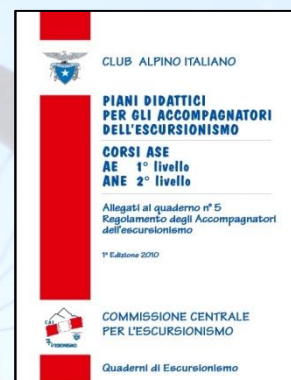 CLUB ALPINO ITALIANO
PIANI DIDATTICI
PER GLI ACCOMPAGNATORI
DELL'ESCURSIONISMO
CORSI ASE
AE 1° livello
ANE 2° livello
Allegati al quaderno n° 5
Regolamento degli Accompagnatori
dell'escursionismo
1ª Edizione 2010
COMMISSIONE CENTRALE
PER L'ESCURSIONISMO
Quaderni di Escursionismo